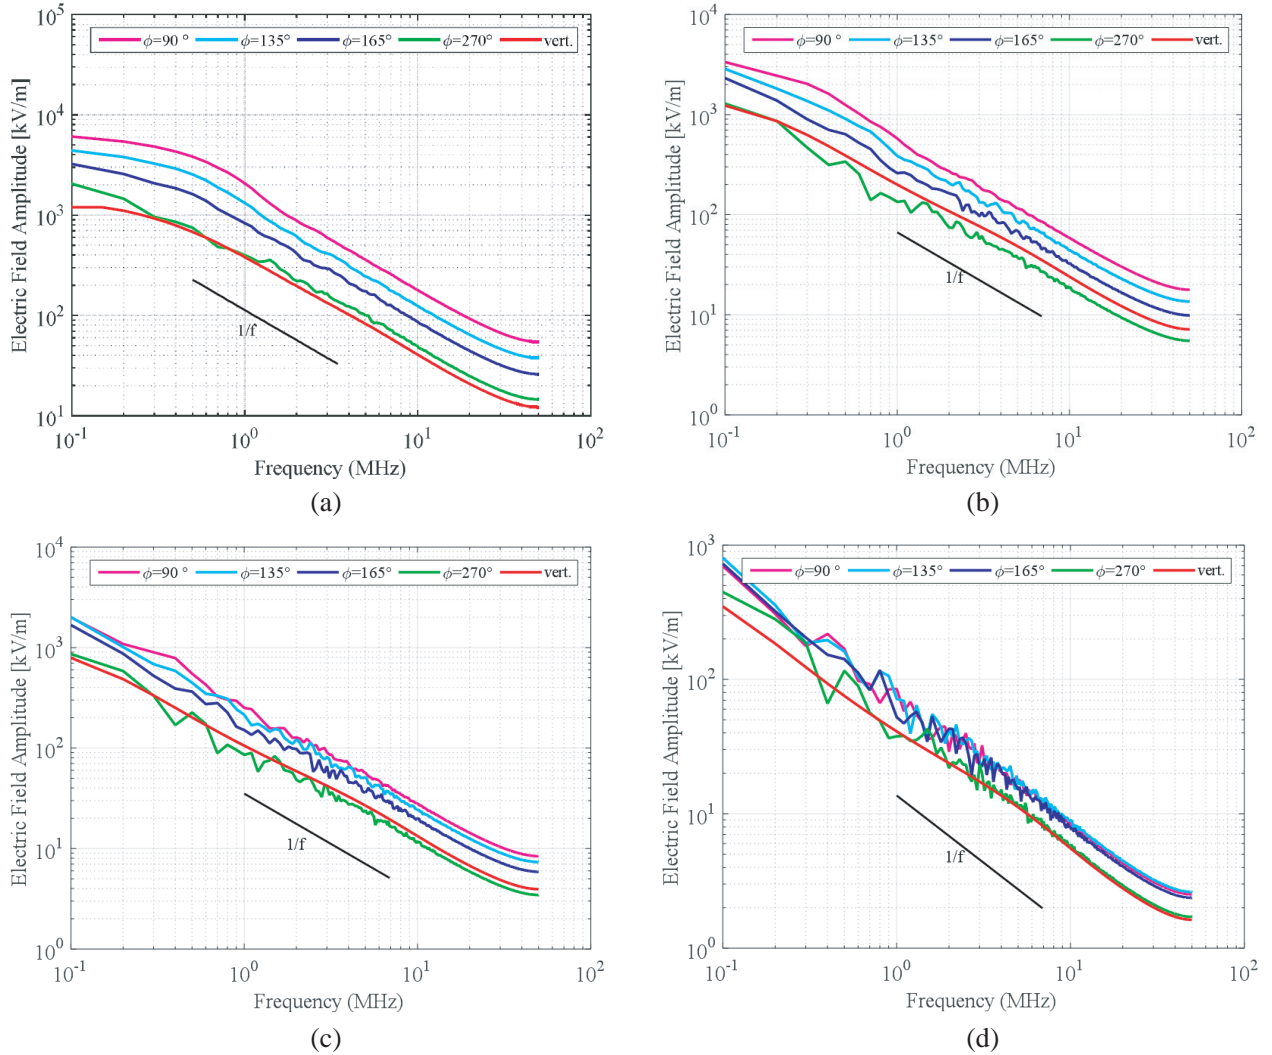 10^5
φ=90 ° φ=135° φ=165° φ=270° vert.
10^4
10^3
10^2
10^1
1/f
10^-1 10^0 10^1 10^2
Electric Field Amplitude [kV/m]
Frequency (MHz)
(a)
10^4
φ=90 ° φ=135° φ=165° φ=270° vert.
10^3
10^2
10^1
10^0
1/f
10^-1 10^0 10^1 10^2
Electric Field Amplitude [kV/m]
Frequency (MHz)
(b)
10^4
φ=90 ° φ=135° φ=165° φ=270° vert.
10^3
10^2
10^1
10^0
1/f
10^-1 10^0 10^1 10^2
Electric Field Amplitude [kV/m]
Frequency (MHz)
(c)
10^3
φ=90 ° φ=135° φ=165° φ=270° vert.
10^2
10^1
10^0
1/f
10^-1 10^0 10^1 10^2
Electric Field Amplitude [kV/m]
Frequency (MHz)
(d)